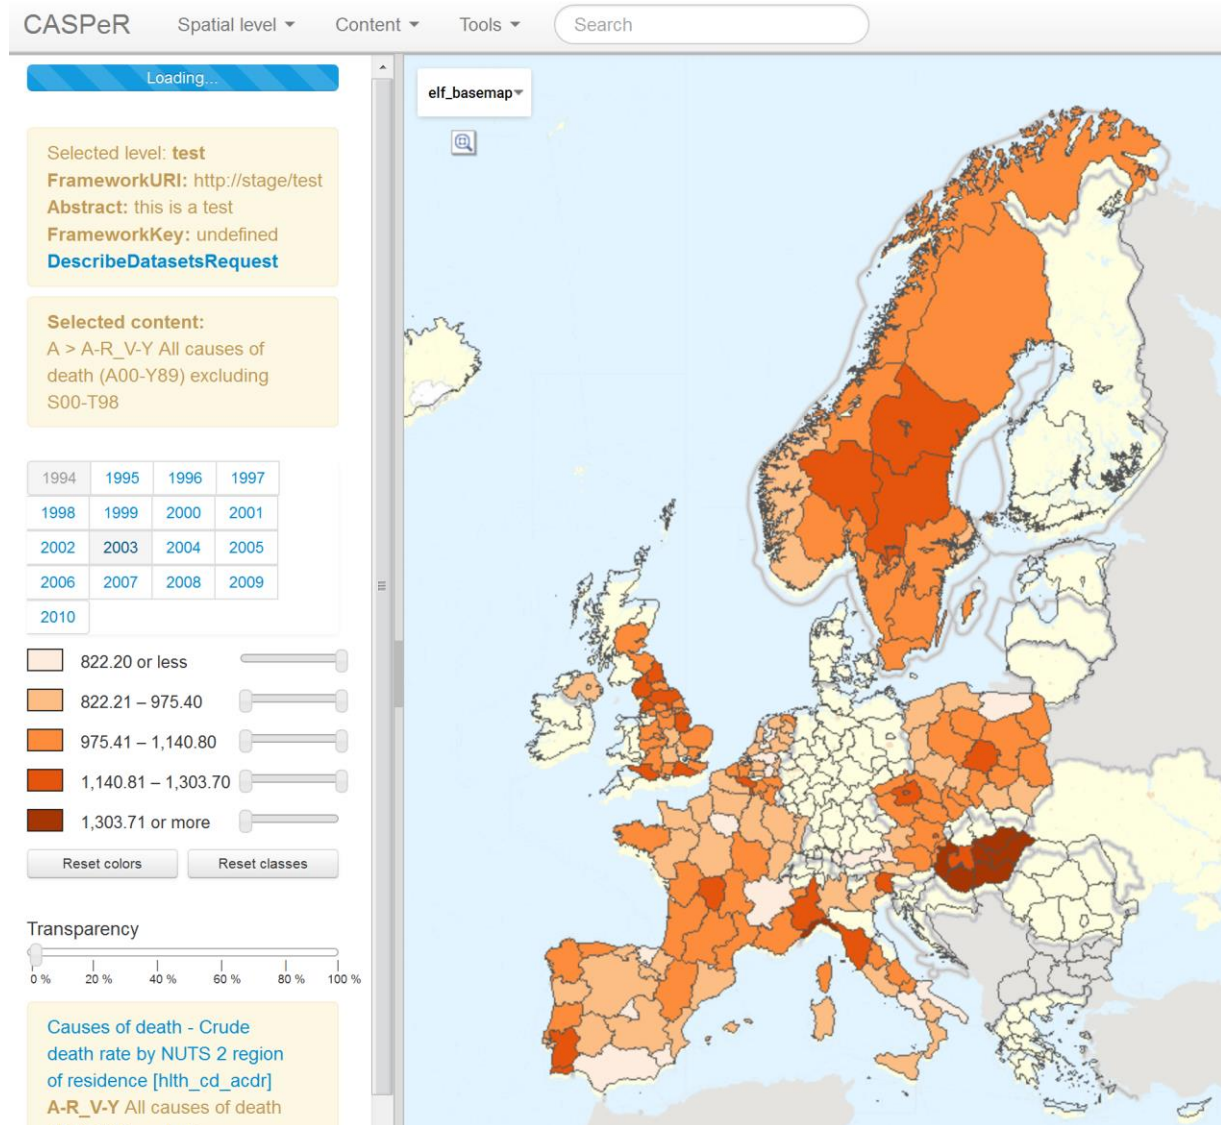 CASPeR Spatial level Content Tools Search
Loading...
elf_basemap
Selected level: test
FrameworkURI: http://stage/test
Abstract: this is a test
FrameworkKey: undefined
DescribeDatasetsRequest
Selected content:
A > A-R_V-Y All causes of
death (A00-Y89) excluding
S00-T98
1994 1995 1996 1997
1998 1999 2000 2001
2002 2003 2004 2005
2006 2007 2008 2009
2010
822.20 or less
822.21 – 975.40
975.41 – 1,140.80
1,140.81 – 1,303.70
1,303.71 or more
Reset colors Reset classes
Transparency
0 % 20 % 40 % 60 % 80 % 100 %
Causes of death - Crude
death rate by NUTS 2 region
of residence [hlth_cd_acdr]
A-R_V-Y All causes of death